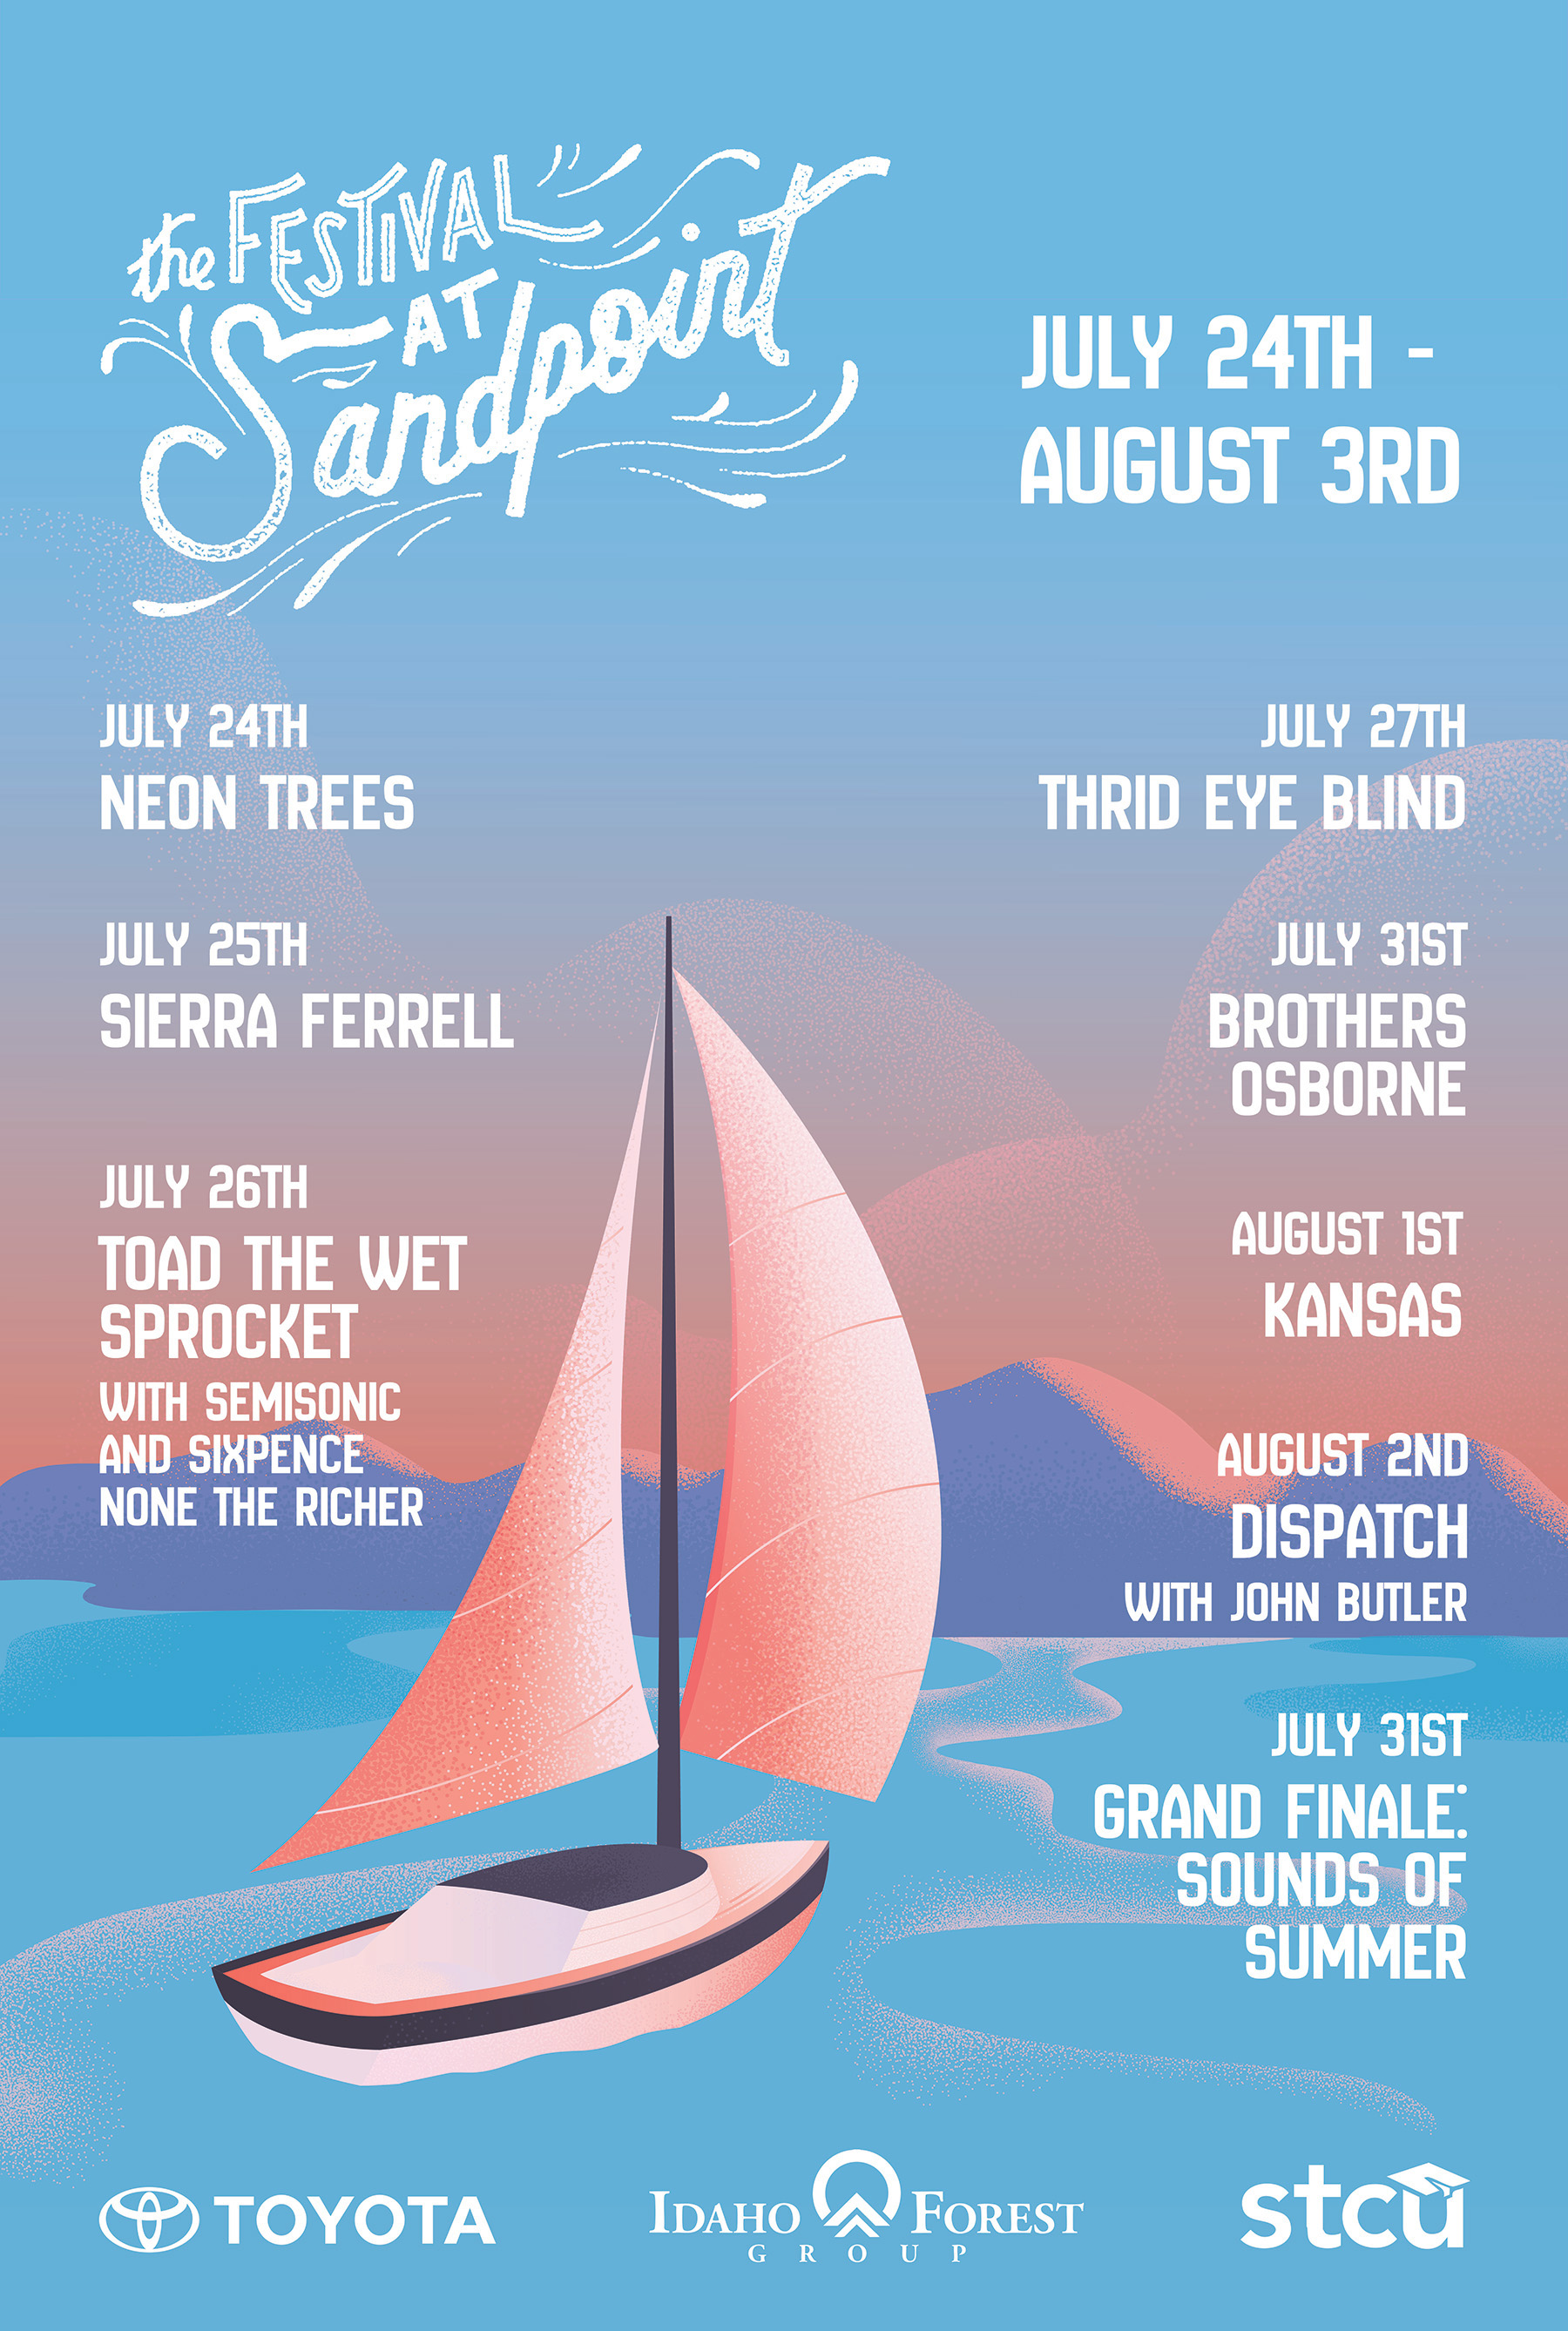 the FESTIVAL
AT
Sandpoint
JULY 24TH -
AUGUST 3RD
JULY 24TH
NEON TREES
JULY 25TH
SIERRA FERRELL
JULY 26TH
TOAD THE WET
SPROCKET
WITH SEMISONIC
AND SIXPENCE
NONE THE RICHER
JULY 27TH
THRID EYE BLIND
JULY 31ST
BROTHERS
OSBORNE
AUGUST 1ST
KANSAS
AUGUST 2ND
DISPATCH
WITH JOHN BUTLER
JULY 31ST
GRAND FINALE:
SOUNDS OF
SUMMER
TOYOTA
IDAHO FOREST
GROUP
stcu